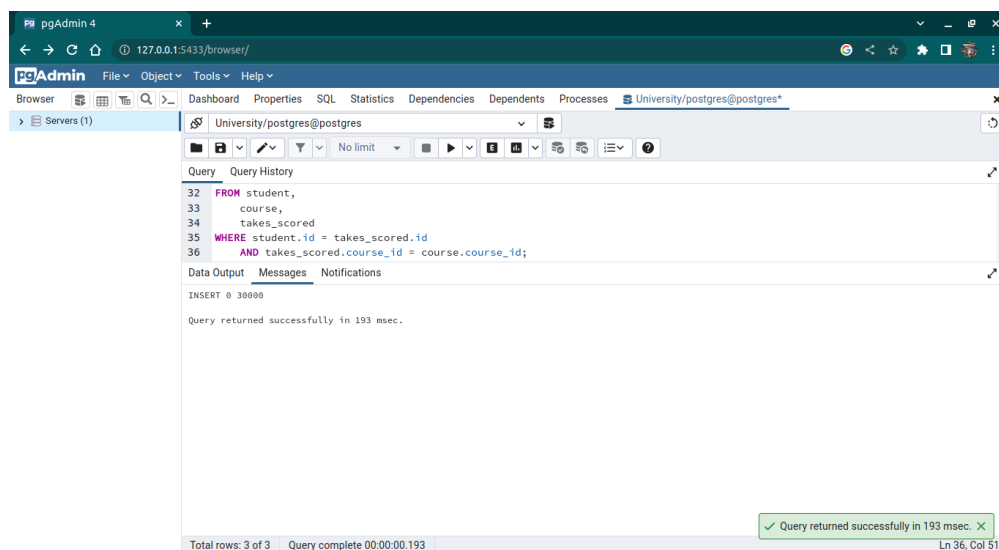 pgAdmin 4
127.0.0.1:5433/browser/
pgAdmin File Object Tools Help
Browser Dashboard Properties SQL Statistics Dependencies Dependents Processes University/postgres@postgres*
Servers (1) University/postgres@postgres
No limit
Query Query History
32 FROM student,
33 course,
34 takes_scored
35 WHERE student.id = takes_scored.id
36 AND takes_scored.course_id = course.course_id;
Data Output Messages Notifications
INSERT 0 30000
Query returned successfully in 193 msec.
Query returned successfully in 193 msec.
Total rows: 3 of 3 Query complete 00:00:00.193 Ln 36, Col 51